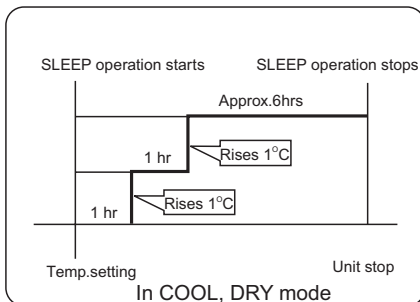 SLEEP operation starts
SLEEP operation stops
Approx.6hrs
1 hr
Rises 1°C
1 hr
Rises 1°C
Temp.setting
Unit stop
In COOL, DRY mode